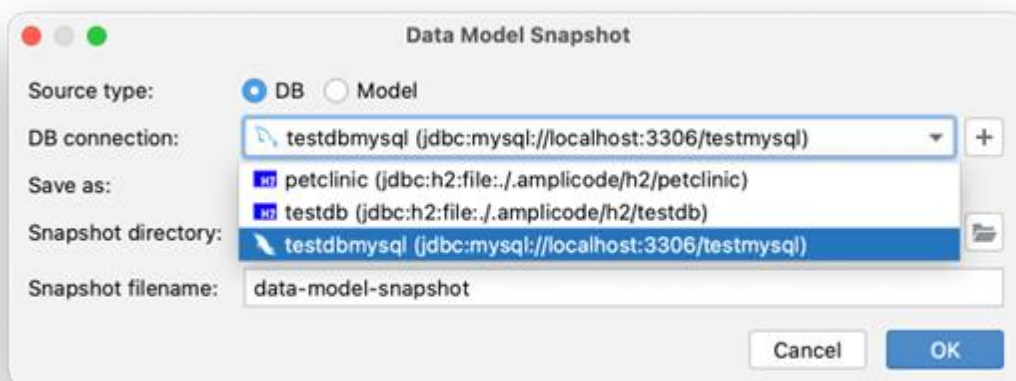 Data Model Snapshot
Source type: DB Model
DB connection: testdbmysql (jdbc:mysql://localhost:3306/testmysql) +
H2 petclinic (jdbc:h2:file:./.amplicode/h2/petclinic)
Save as:
H2 testdb (jdbc:h2:file:./.amplicode/h2/testdb)
Snapshot directory: testdbmysql (jdbc:mysql://localhost:3306/testmysql)
Snapshot filename: data-model-snapshot
Cancel OK